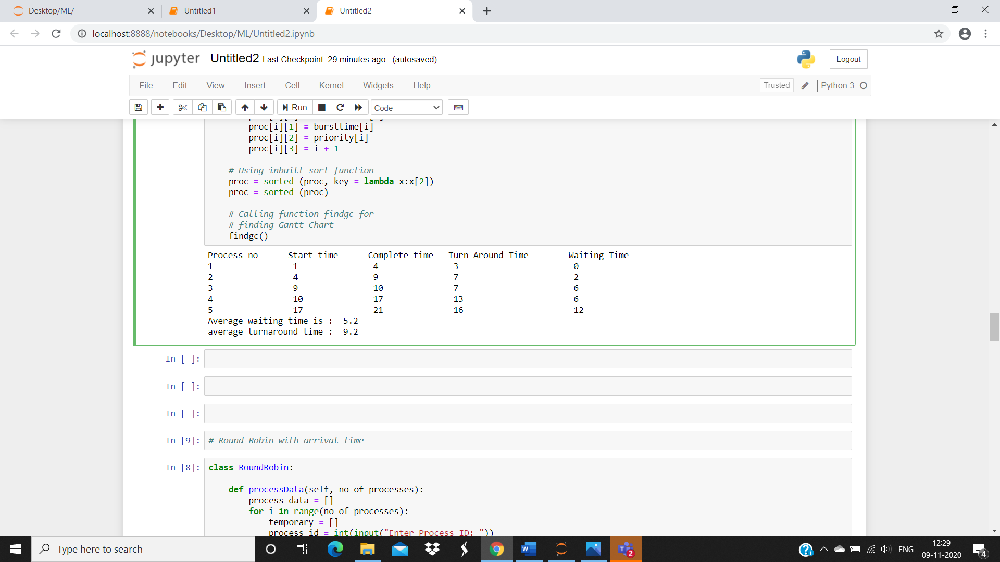 Desktop/ML/ Untitled1 Untitled2
localhost:8888/notebooks/Desktop/ML/Untitled2.ipynb
jupyter Untitled2 Last Checkpoint: 29 minutes ago (autosaved) Logout
File Edit View Insert Cell Kernel Widgets Help Trusted Python 3
Run Code
proc[i][1] = bursttime[i]
proc[i][2] = priority[i]
proc[i][3] = i + 1
# Using inbuilt sort function
proc = sorted (proc, key = lambda x:x[2])
proc = sorted (proc)
# Calling function findgc for
# finding Gantt Chart
findgc()
Process_no Start_time Complete_time Turn_Around_Time Waiting_Time
1 1 4 3 0
2 4 9 7 2
3 9 10 7 6
4 10 17 13 6
5 17 21 16 12
Average waiting time is : 5.2
average turnaround time : 9.2
In [ ]:
In [ ]:
In [ ]:
In [9]: # Round Robin with arrival time
In [8]: class RoundRobin:
def processData(self, no_of_processes):
process_data = []
for i in range(no_of_processes):
temporary = []
process_id = int(input("Enter Process ID: "))
Type here to search
ENG
12:29
09-11-2020
4
2